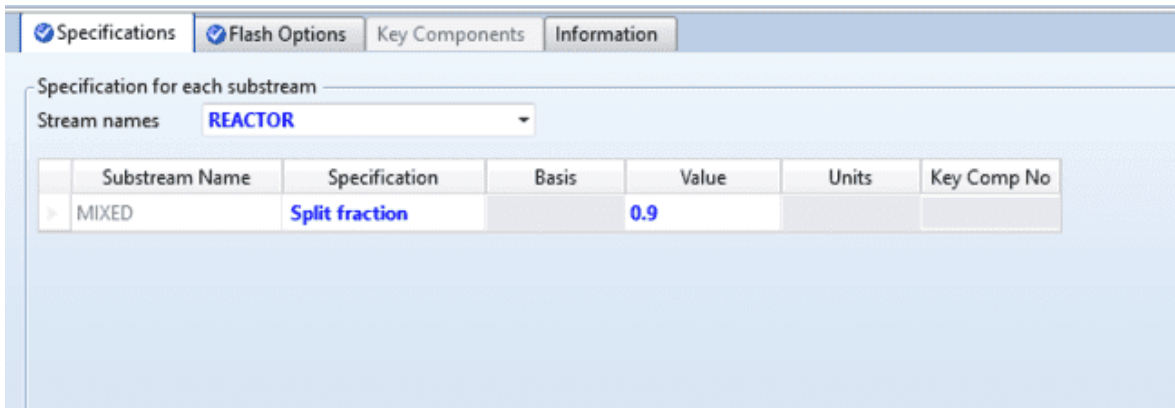 Specifications Flash Options Key Components Information
Specification for each substream
Stream names REACTOR
Substream Name Specification Basis Value Units Key Comp No
MIXED Split fraction 0.9